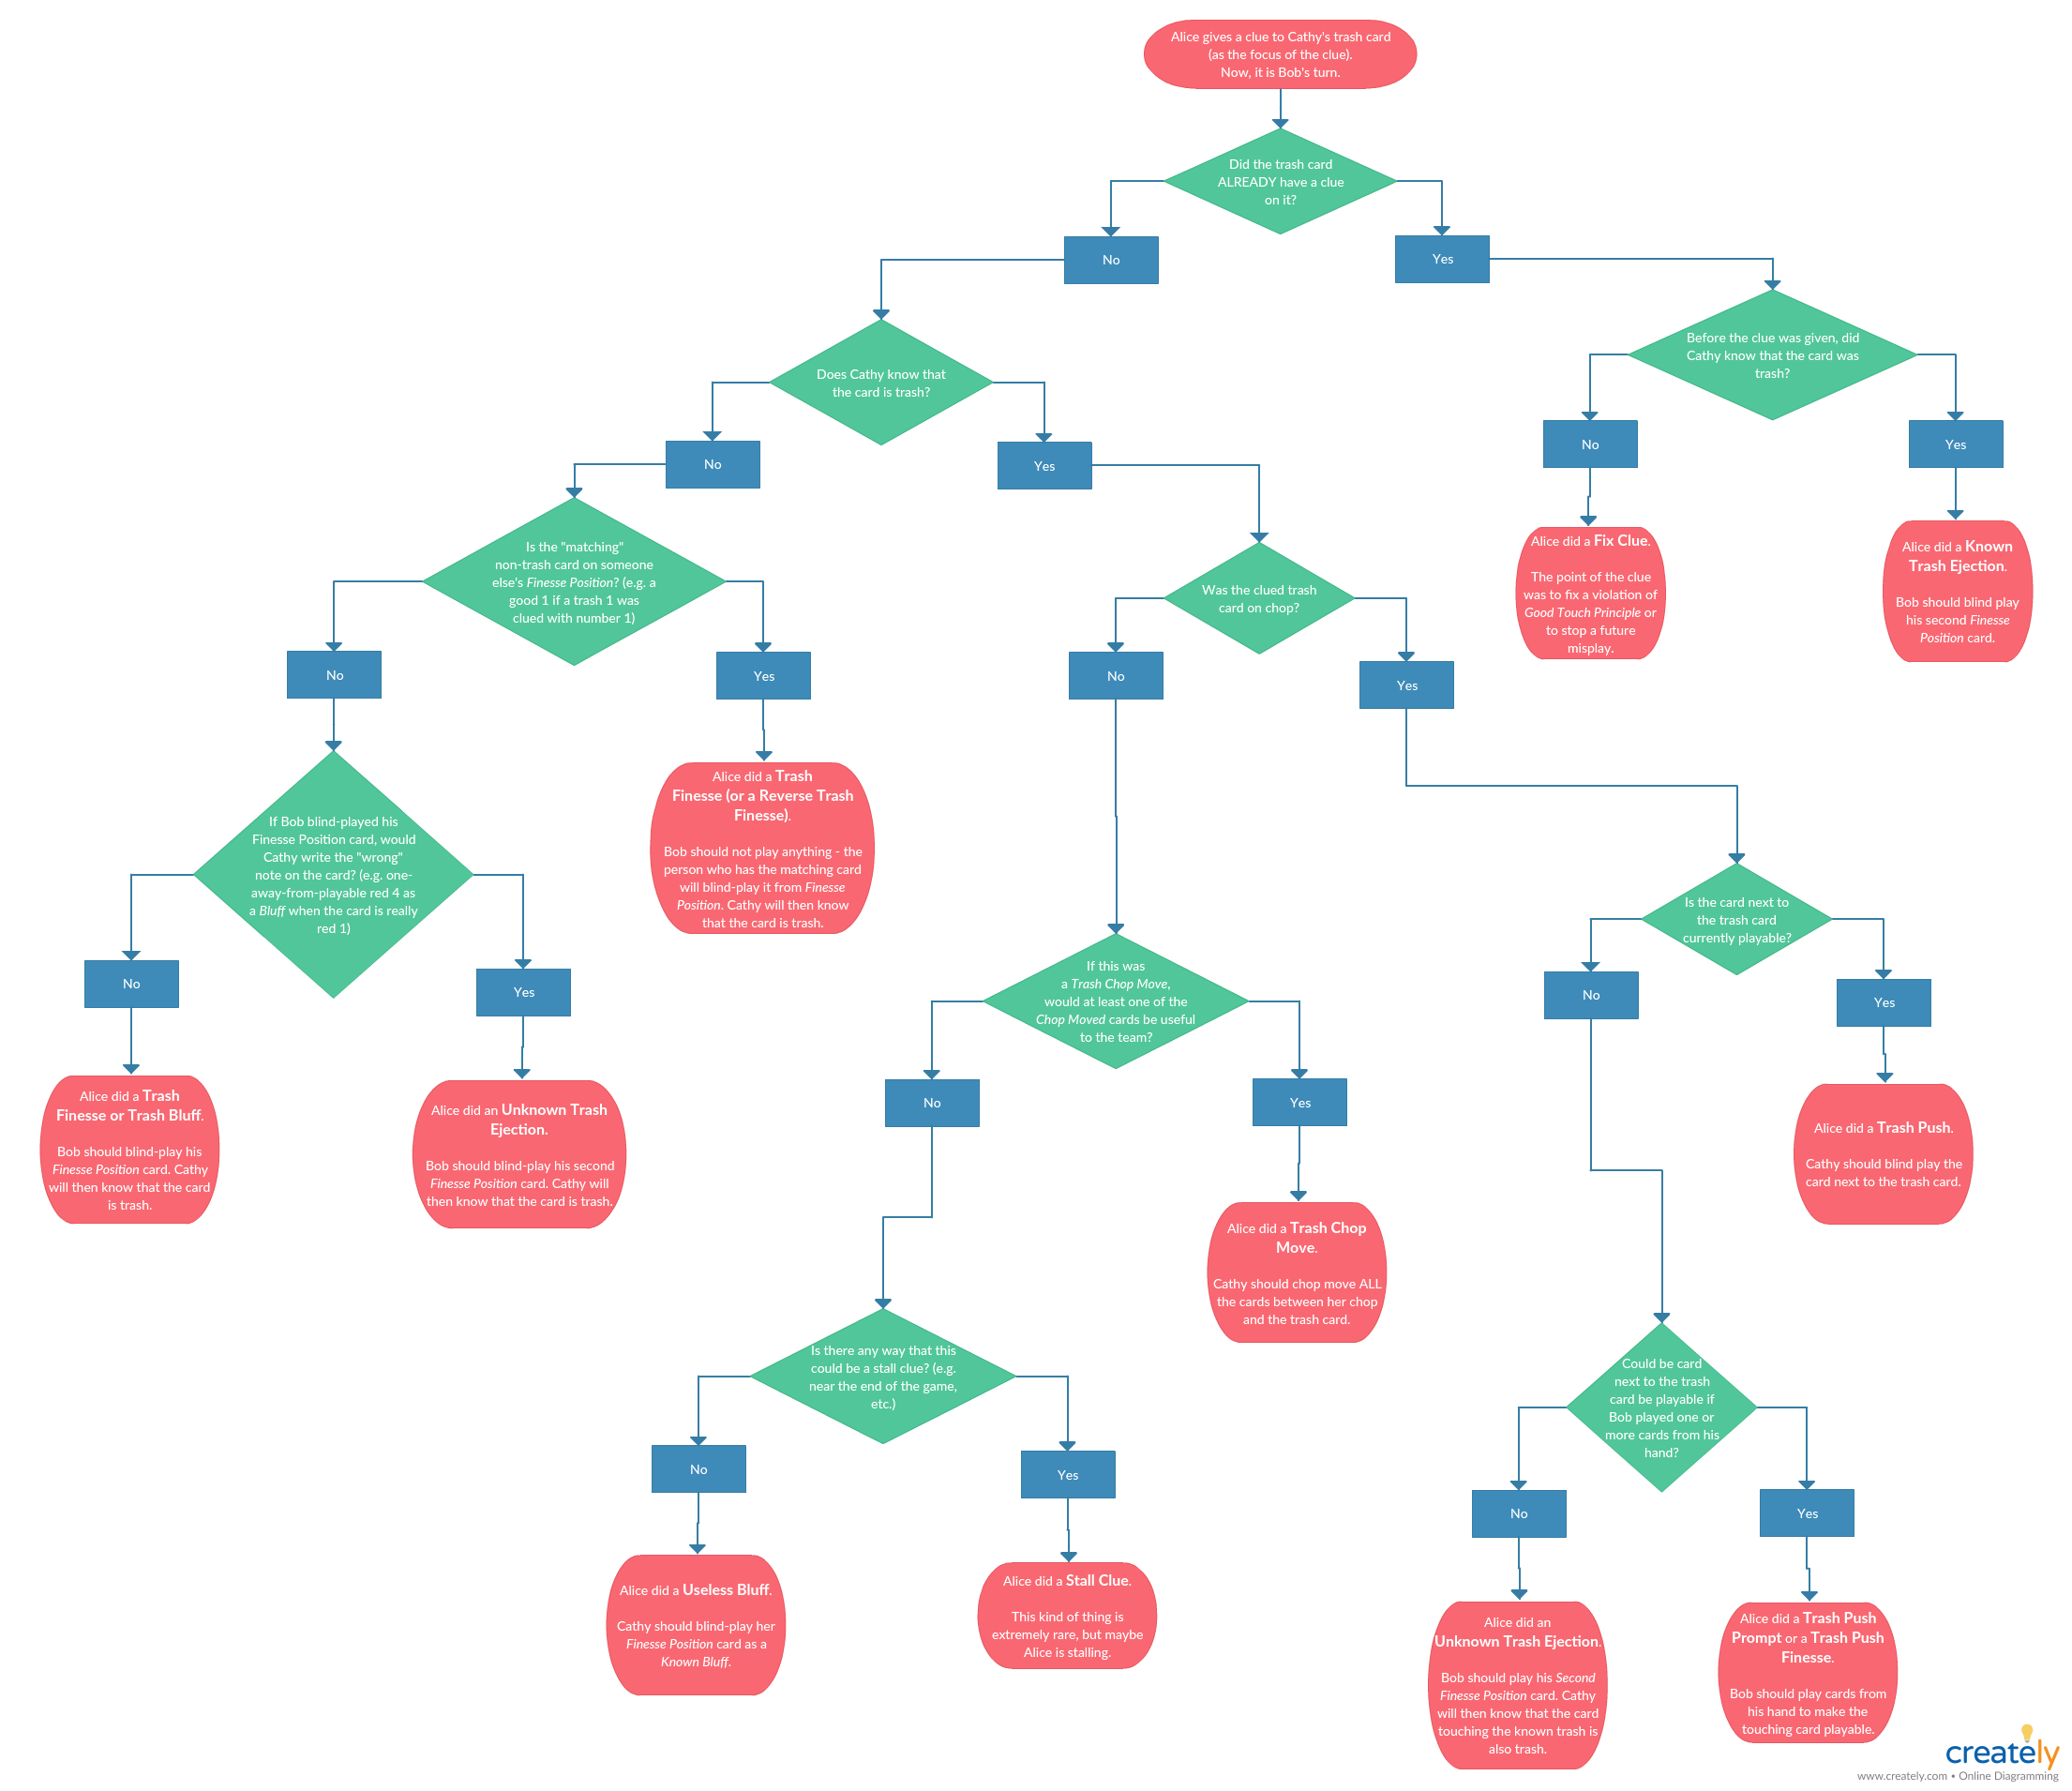 Alice gives a clue to Cathy's trash card
(as the focus of the clue).
Now, it is Bob's turn.
Did the trash card
ALREADY have a clue
on it?
No
Yes
Before the clue was given, did
Cathy know that the card was
trash?
Does Cathy know that
the card is trash?
No
Yes
No
Yes
Is the "matching"
non-trash card on someone
else's Finesse Position? (e.g. a
good 1 if a trash 1 was
clued with number 1)
Was the clued trash
card on chop?
Alice did a Fix Clue.
The point of the clue
was to fix a violation of
Good Touch Principle or
to stop a future
misplay.
Alice did a Known
Trash Ejection.
Bob should blind play
his second Finesse
Position card.
No
Yes
No
Yes
If Bob blind-played his
Finesse Position card, would
Cathy write the "wrong"
note on the card? (e.g. one-
away-from-playable red 4 as
a Bluff when the card is really
red 1)
Alice did a Trash
Finesse (or a Reverse Trash
Finesse).
Bob should not play anything - the
person who has the matching card
will blind-play it from Finesse
Position. Cathy will then know
that the card is trash.
Is the card next to
the trash card
currently playable?
No
Yes
If this was
a Trash Chop Move,
would at least one of the
Chop Moved cards be useful
to the team?
No
Yes
Alice did a Trash
Finesse or Trash Bluff.
Bob should blind-play his
Finesse Position card. Cathy
will then know that the card
is trash.
Alice did an Unknown Trash
Ejection.
Bob should blind-play his second
Finesse Position card. Cathy will
then know that the card is trash.
No
Yes
Alice did a Trash Push.
Cathy should blind play the
card next to the trash card.
Alice did a Trash Chop
Move.
Cathy should chop move ALL
the cards between her chop
and the trash card.
Is there any way that this
could be a stall clue? (e.g.
near the end of the game,
etc.)
Could be card
next to the trash
card be playable if
Bob played one or
more cards from his
hand?
No
Yes
No
Yes
Alice did a Useless Bluff.
Cathy should blind-play her
Finesse Position card as a
Known Bluff.
Alice did a Stall Clue.
This kind of thing is
extremely rare, but maybe
Alice is stalling.
Alice did an
Unknown Trash Ejection.
Bob should play his Second
Finesse Position card. Cathy
will then know that the card
touching the known trash is
also trash.
Alice did a Trash Push
Prompt or a Trash Push
Finesse.
Bob should play cards from
his hand to make the
touching card playable.
creately
www.creately.com • Online Diagramming